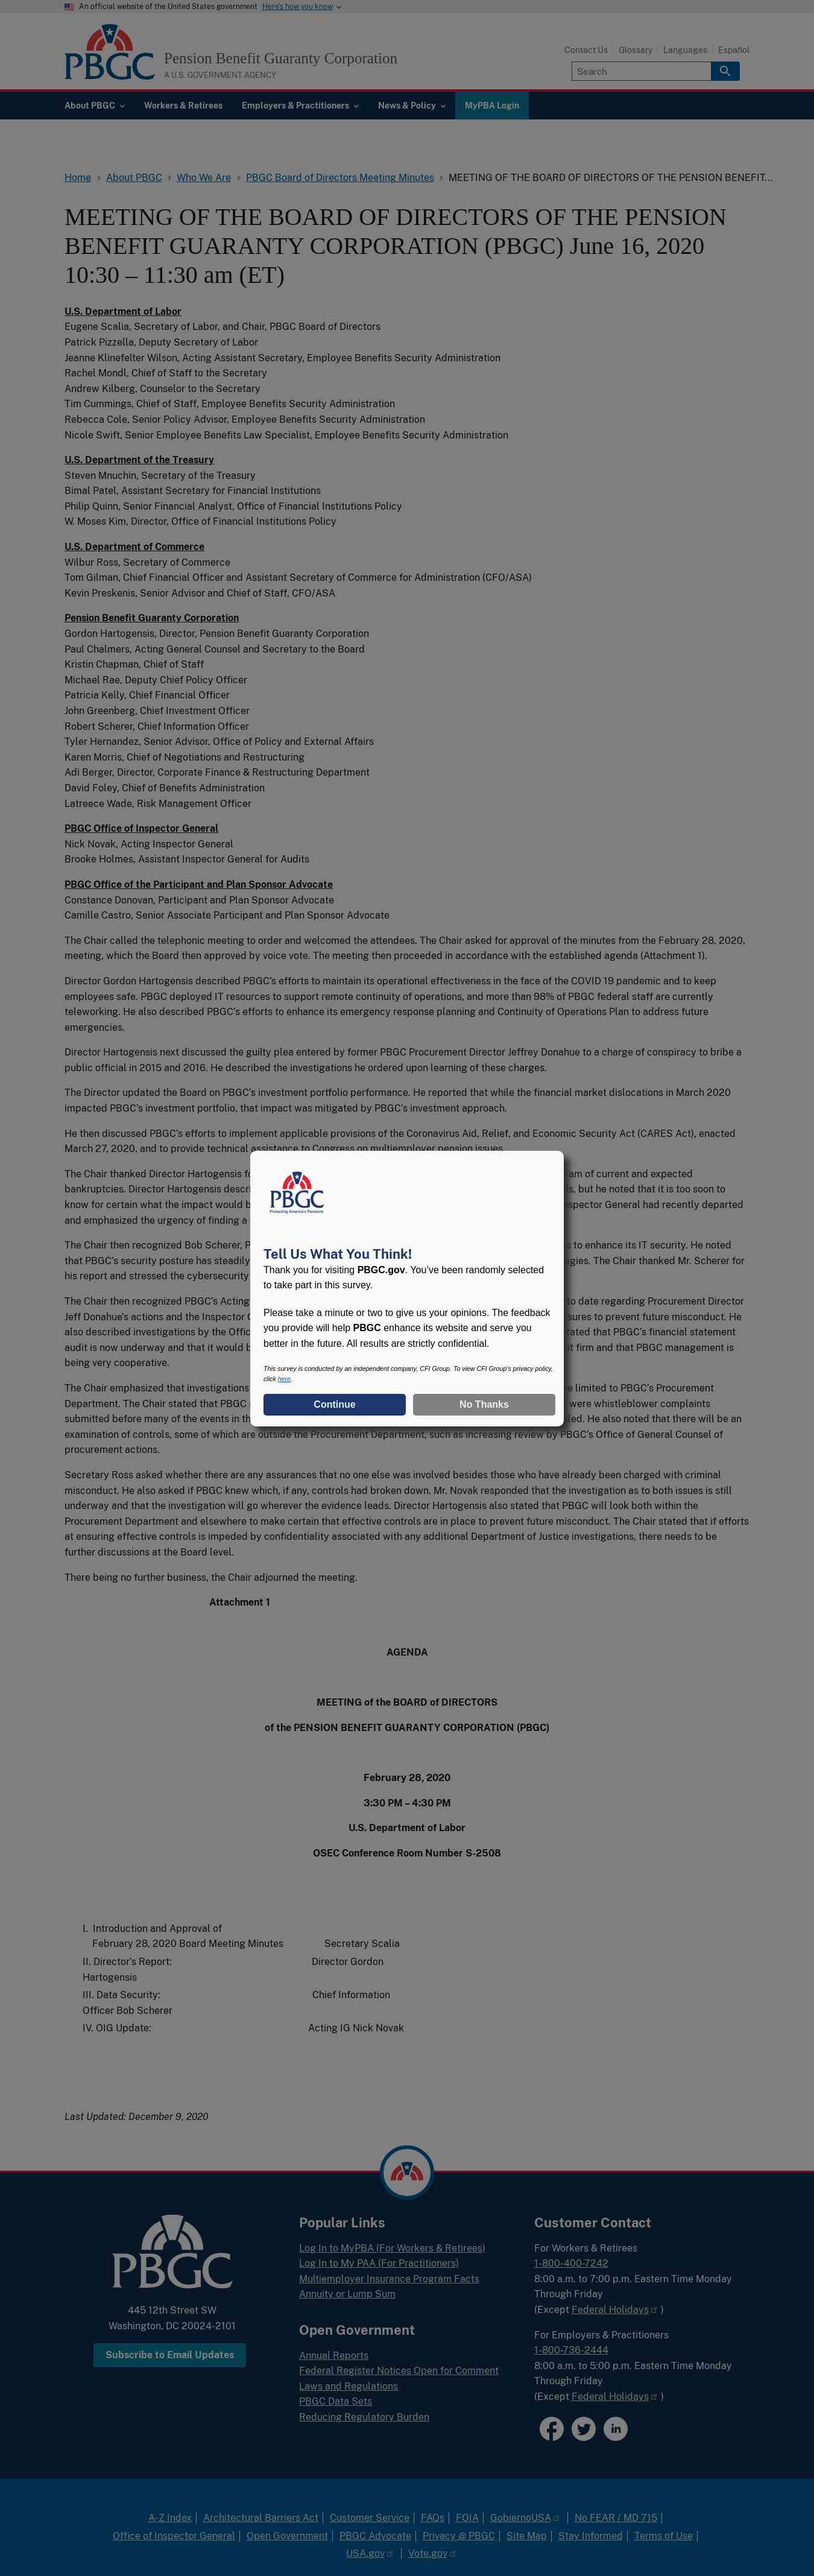 An official website of the United States government Here's how you know
PBGC
Pension Benefit Guaranty Corporation
A U.S. GOVERNMENT AGENCY
Contact Us Glossary Languages Español
Search
About PBGC Workers & Retirees Employers & Practitioners News & Policy MyPBA Login
Home About PBGC Who We Are PBGC Board of Directors Meeting Minutes MEETING OF THE BOARD OF DIRECTORS OF THE PENSION BENEFIT...
MEETING OF THE BOARD OF DIRECTORS OF THE PENSION
BENEFIT GUARANTY CORPORATION (PBGC) June 16, 2020
10:30 – 11:30 am (ET)
U.S. Department of Labor
Eugene Scalia, Secretary of Labor, and Chair, PBGC Board of Directors
Patrick Pizzella, Deputy Secretary of Labor
Jeanne Klinefelter Wilson, Acting Assistant Secretary, Employee Benefits Security Administration
Rachel Mondl, Chief of Staff to the Secretary
Andrew Kilberg, Counselor to the Secretary
Tim Cummings, Chief of Staff, Employee Benefits Security Administration
Rebecca Cole, Senior Policy Advisor, Employee Benefits Security Administration
Nicole Swift, Senior Employee Benefits Law Specialist, Employee Benefits Security Administration
U.S. Department of the Treasury
Steven Mnuchin, Secretary of the Treasury
Bimal Patel, Assistant Secretary for Financial Institutions
Philip Quinn, Senior Financial Analyst, Office of Financial Institutions Policy
W. Moses Kim, Director, Office of Financial Institutions Policy
U.S. Department of Commerce
Wilbur Ross, Secretary of Commerce
Tom Gilman, Chief Financial Officer and Assistant Secretary of Commerce for Administration (CFO/ASA)
Kevin Preskenis, Senior Advisor and Chief of Staff, CFO/ASA
Pension Benefit Guaranty Corporation
Gordon Hartogensis, Director, Pension Benefit Guaranty Corporation
Paul Chalmers, Acting General Counsel and Secretary to the Board
Kristin Chapman, Chief of Staff
Michael Rae, Deputy Chief Policy Officer
Patricia Kelly, Chief Financial Officer
John Greenberg, Chief Investment Officer
Robert Scherer, Chief Information Officer
Tyler Hernandez, Senior Advisor, Office of Policy and External Affairs
Karen Morris, Chief of Negotiations and Restructuring
Adi Berger, Director, Corporate Finance & Restructuring Department
David Foley, Chief of Benefits Administration
Latreece Wade, Risk Management Officer
PBGC Office of Inspector General
Nick Novak, Acting Inspector General
Brooke Holmes, Assistant Inspector General for Audits
PBGC Office of the Participant and Plan Sponsor Advocate
Constance Donovan, Participant and Plan Sponsor Advocate
Camille Castro, Senior Associate Participant and Plan Sponsor Advocate
The Chair called the telephonic meeting to order and welcomed the attendees. The Chair asked for approval of the minutes from the February 28, 2020,
meeting, which the Board then approved by voice vote. The meeting then proceeded in accordance with the established agenda (Attachment 1).
Director Gordon Hartogensis described PBGC's efforts to maintain its operational effectiveness in the face of the COVID 19 pandemic and to keep
employees safe. PBGC deployed IT resources to support remote continuity of operations, and more than 98% of PBGC federal staff are currently
teleworking. He also described PBGC's efforts to enhance its emergency response planning and Continuity of Operations Plan to address future
emergencies.
Director Hartogensis next discussed the guilty plea entered by former PBGC Procurement Director Jeffrey Donahue to a charge of conspiracy to bribe a
public official in 2015 and 2016. He described the investigations he ordered upon learning of these charges.
The Director updated the Board on PBGC's investment portfolio performance. He reported that while the financial market dislocations in March 2020
impacted PBGC's investment portfolio, that impact was mitigated by PBGC's investment approach.
He then discussed PBGC's efforts to implement applicable provisions of the Coronavirus Aid, Relief, and Economic Security Act (CARES Act), enacted
March 27, 2020, and to provide technical assistance to Congress on multiemployer pension issues.
The Chair thanked Director Hartogensis fo am of current and expected
bankruptcies. Director Hartogensis descri s, but he noted that it is too soon to
know for certain what the impact would b nspector General had recently departed
and emphasized the urgency of finding a
The Chair then recognized Bob Scherer, P s to enhance its IT security. He noted
that PBGC's security posture has steadily gies. The Chair thanked Mr. Scherer for
his report and stressed the cybersecurity
The Chair then recognized PBGC's Acting to date regarding Procurement Director
Jeff Donahue's actions and the Inspector G sures to prevent future misconduct. He
also described investigations by the Offic tated that PBGC's financial statement
audit is now underway and that it would b it firm and that PBGC management is
being very cooperative.
The Chair emphasized that the investigati e limited to PBGC's Procurement
Department. The Chair stated that PBGC were whistleblower complaints
submitted before many of the events in th ed. He also noted that there will be an
examination of controls, some of which are outside the Procurement Department, such as increasing review by PBGC's Office of General Counsel of
procurement actions.
Secretary Ross asked whether there are any assurances that no one else was involved besides those who have already been charged with criminal
misconduct. He also asked if PBGC knew which, if any, controls had broken down. Mr. Novak responded that the investigation as to both issues is still
underway and that the investigation will go wherever the evidence leads. Director Hartogensis also stated that PBGC will look both within the
Procurement Department and elsewhere to make certain that effective controls are in place to prevent future misconduct. The Chair stated that if efforts
at ensuring effective controls is impeded by confidentiality associated with any additional Department of Justice investigations, there needs to be
further discussions at the Board level.
There being no further business, the Chair adjourned the meeting.
PBGC
Protecting America's Pensions
Tell Us What You Think!
Thank you for visiting PBGC.gov. You've been randomly selected
to take part in this survey.
Please take a minute or two to give us your opinions. The feedback
you provide will help PBGC enhance its website and serve you
better in the future. All results are strictly confidential.
This survey is conducted by an independent company, CFI Group. To view CFI Group's privacy policy,
click here.
Continue No Thanks
Attachment 1
AGENDA
MEETING of the BOARD of DIRECTORS
of the PENSION BENEFIT GUARANTY CORPORATION (PBGC)
February 28, 2020
3:30 PM – 4:30 PM
U.S. Department of Labor
OSEC Conference Room Number S-2508
I. Introduction and Approval of
February 28, 2020 Board Meeting Minutes Secretary Scalia
II. Director's Report: Director Gordon
Hartogensis
III. Data Security: Chief Information
Officer Bob Scherer
IV. OIG Update: Acting IG Nick Novak
Last Updated: December 9, 2020
PBGC
445 12th Street SW
Washington, DC 20024-2101
Subscribe to Email Updates
Popular Links
Log In to MyPBA (For Workers & Retirees)
Log In to My PAA (For Practitioners)
Multiemployer Insurance Program Facts
Annuity or Lump Sum
Open Government
Annual Reports
Federal Register Notices Open for Comment
Laws and Regulations
PBGC Data Sets
Reducing Regulatory Burden
Customer Contact
For Workers & Retirees
1-800-400-7242
8:00 a.m. to 7:00 p.m. Eastern Time Monday
Through Friday
(Except Federal Holidays )
For Employers & Practitioners
1-800-736-2444
8:00 a.m. to 5:00 p.m. Eastern Time Monday
Through Friday
(Except Federal Holidays )
A-Z Index | Architectural Barriers Act | Customer Service | FAQs | FOIA | GobiernoUSA | No FEAR / MD 715 |
Office of Inspector General | Open Government | PBGC Advocate | Privacy @ PBGC | Site Map | Stay Informed | Terms of Use |
USA.gov | Vote.gov